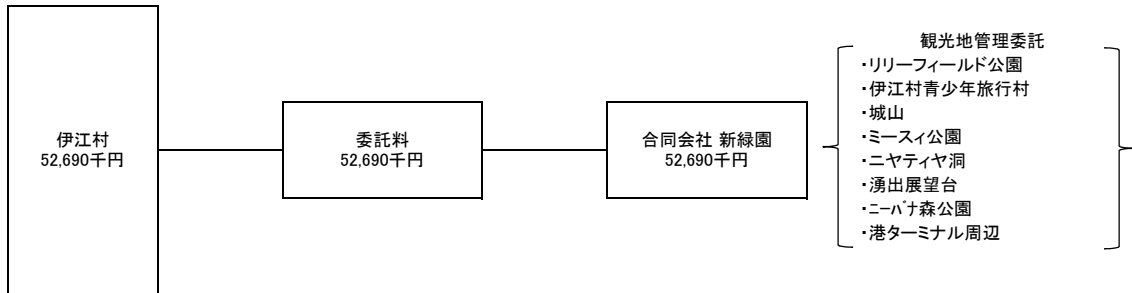 伊江村
52,690千円
委託料
52,690千円
合同会社 新緑園
52,690千円
観光地管理委託
・リリーフィールド公園
・伊江村青少年旅行村
・城山
・ミースィ公園
・ニヤティヤ洞
・湧出展望台
・ﾆｰﾊﾞﾅ森公園
・港ターミナル周辺